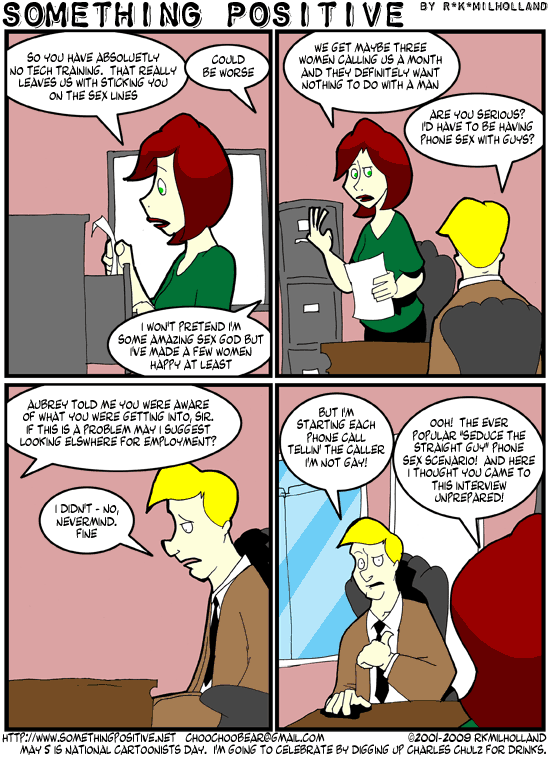 SOMETHING POSITIVE BY R*K*MILHOLLAND
SO YOU HAVE ABSOLUETLY
NO TECH TRAINING. THAT REALLY
LEAVES US WITH STICKING YOU
ON THE SEX LINES
COULD
BE WORSE
I WON'T PRETEND I'M
SOME AMAZING SEX GOD BUT
I'VE MADE A FEW WOMEN
HAPPY AT LEAST
WE GET MAYBE THREE
WOMEN CALLING US A MONTH
AND THEY DEFINITELY WANT
NOTHING TO DO WITH A MAN
ARE YOU SERIOUS?
I'D HAVE TO BE HAVING
PHONE SEX WITH GUYS?
AUBREY TOLD ME YOU WERE AWARE
OF WHAT YOU WERE GETTING INTO, SIR.
IF THIS IS A PROBLEM MAY I SUGGEST
LOOKING ELSWHERE FOR EMPLOYMENT?
I DIDN'T - NO,
NEVERMIND.
FINE
BUT I'M
STARTING EACH
PHONE CALL
TELLIN' THE CALLER
I'M NOT GAY!
OOH! THE EVER
POPULAR "SEDUCE THE
STRAIGHT GUY" PHONE
SEX SCENARIO! AND HERE
I THOUGHT YOU CAME TO
THIS INTERVIEW
UNPREPARED!
HTTP://WWW.SOMETHINGPOSITIVE.NET CHOOCHOOBEAR@GMAIL.COM ©2001-2009 RKMILHOLLAND
MAY 5 IS NATIONAL CARTOONISTS DAY. I'M GOING TO CELEBRATE BY DIGGING UP CHARLES CHULZ FOR DRINKS.